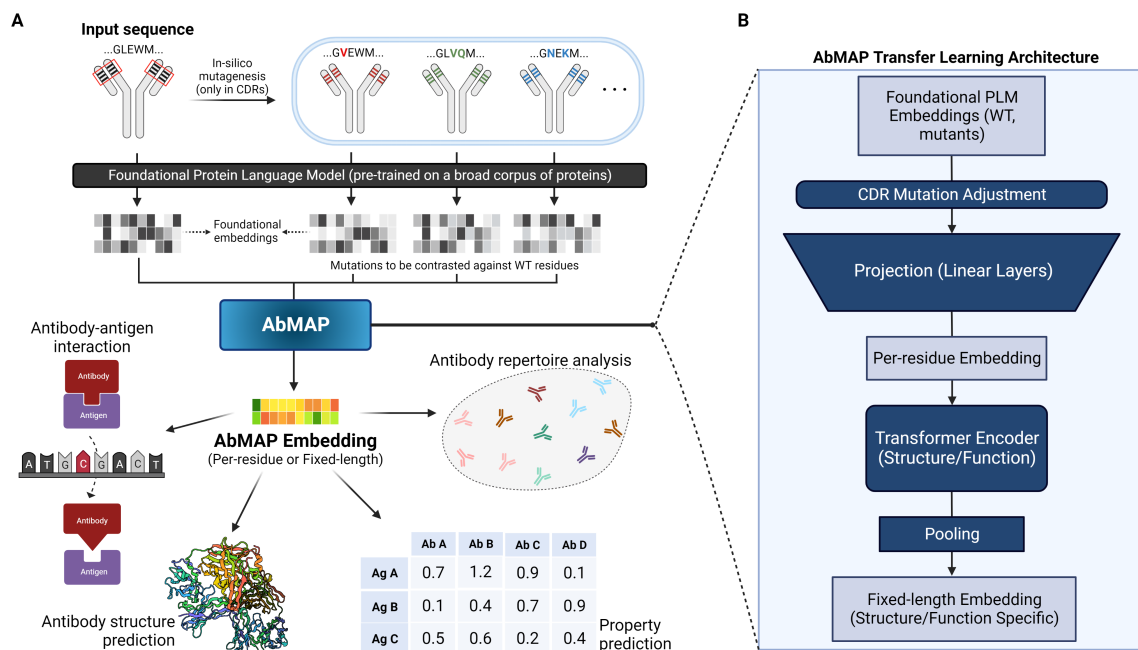 A
Input sequence
...GLEWM...
In-silico
mutagenesis
(only in CDRs)
...GVEWM...
...GLVQM...
...GNEKM...
...
Foundational Protein Language Model (pre-trained on a broad corpus of proteins)
Foundational
embeddings
Mutations to be contrasted against WT residues
AbMAP
Antibody-antigen
interaction
Antibody
Antigen
A T G C G A C T
Antibody
Antigen
AbMAP Embedding
(Per-residue or Fixed-length)
Antibody repertoire analysis
Antibody structure
prediction
Ab A Ab B Ab C Ab D
Ag A 0.7 1.2 0.9 0.1
Ag B 0.1 0.4 0.7 0.9
Ag C 0.5 0.6 0.2 0.4
Property
prediction
B
AbMAP Transfer Learning Architecture
Foundational PLM
Embeddings (WT,
mutants)
CDR Mutation Adjustment
Projection (Linear Layers)
Per-residue Embedding
Transformer Encoder
(Structure/Function)
Pooling
Fixed-length Embedding
(Structure/Function Specific)